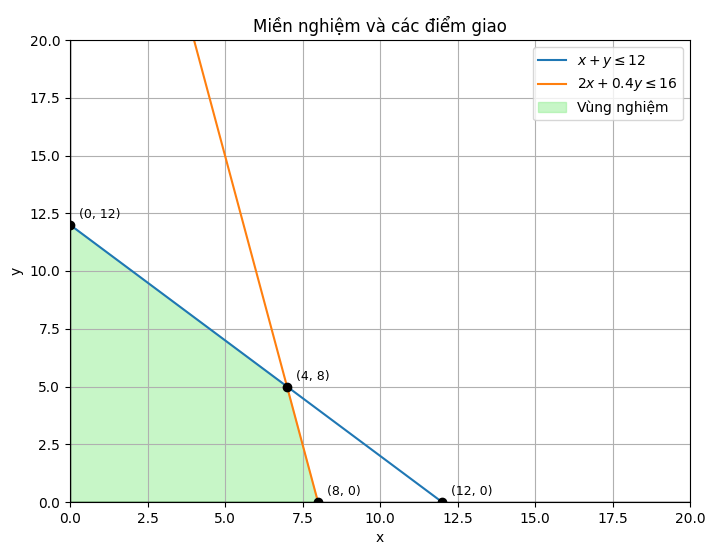 Miền nghiệm và các điểm giao
20.0
17.5
15.0
12.5
10.0
7.5
5.0
2.5
0.0
y
x + y ≤ 12
2x + 0.4y ≤ 16
Vùng nghiệm
(0, 12)
(4, 8)
(8, 0)
(12, 0)
0.0 2.5 5.0 7.5 10.0 12.5 15.0 17.5 20.0
x